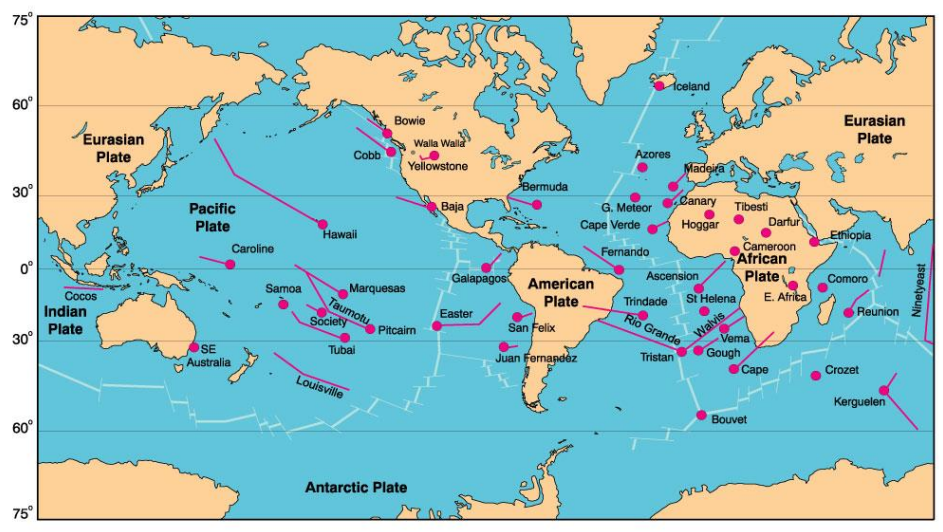 75°
60°
30°
0°
30°
60°
75°
Iceland
Bowie
Eurasian
Plate
Eurasian
Plate
Walla Walla
Cobb
Yellowstone
Azores
Madeira
Bermuda
Baja
G. Meteor
Canary
Tibesti
Pacific
Plate
Hoggar
Darfur
Cape Verde
Hawaii
Ethiopia
Caroline
Fernando
Cameroon
African
Plate
Galapagos
Ascension
Comoro
Cocos
Samoa
Marquesas
American
Plate
E. Africa
Ninetyeast
Indian
Plate
Taumotu
Society
Pitcairn
Easter
San Felix
Trindade
St Helena
Reunion
Rio Grande
Walvis
Vema
SE
Australia
Tubai
Juan Fernandez
Tristan
Gough
Louisville
Cape
Crozet
Kerguelen
Bouvet
Antarctic Plate